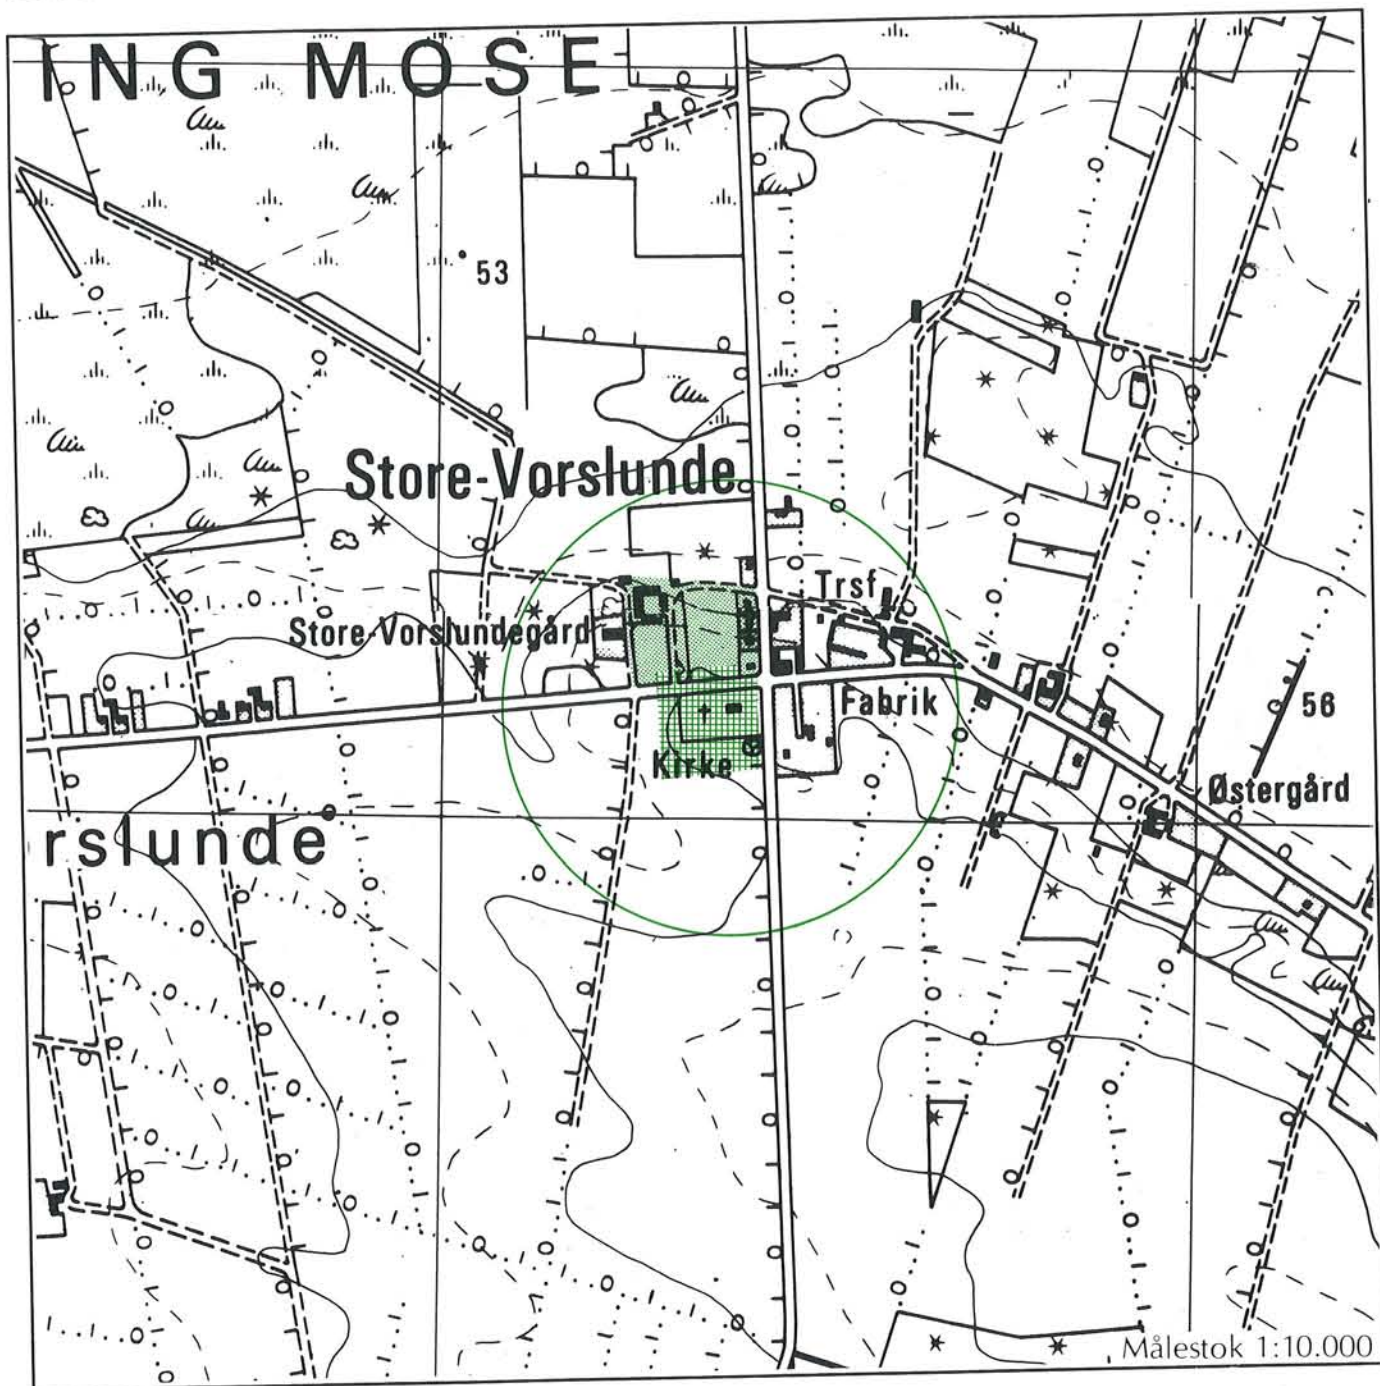 ING MOSE
53
Store-Vorslunde
Trsf
Store-Vorslundegård
Fabrik
56
Kirke
Østergård
rslunde
Målestok 1:10.000